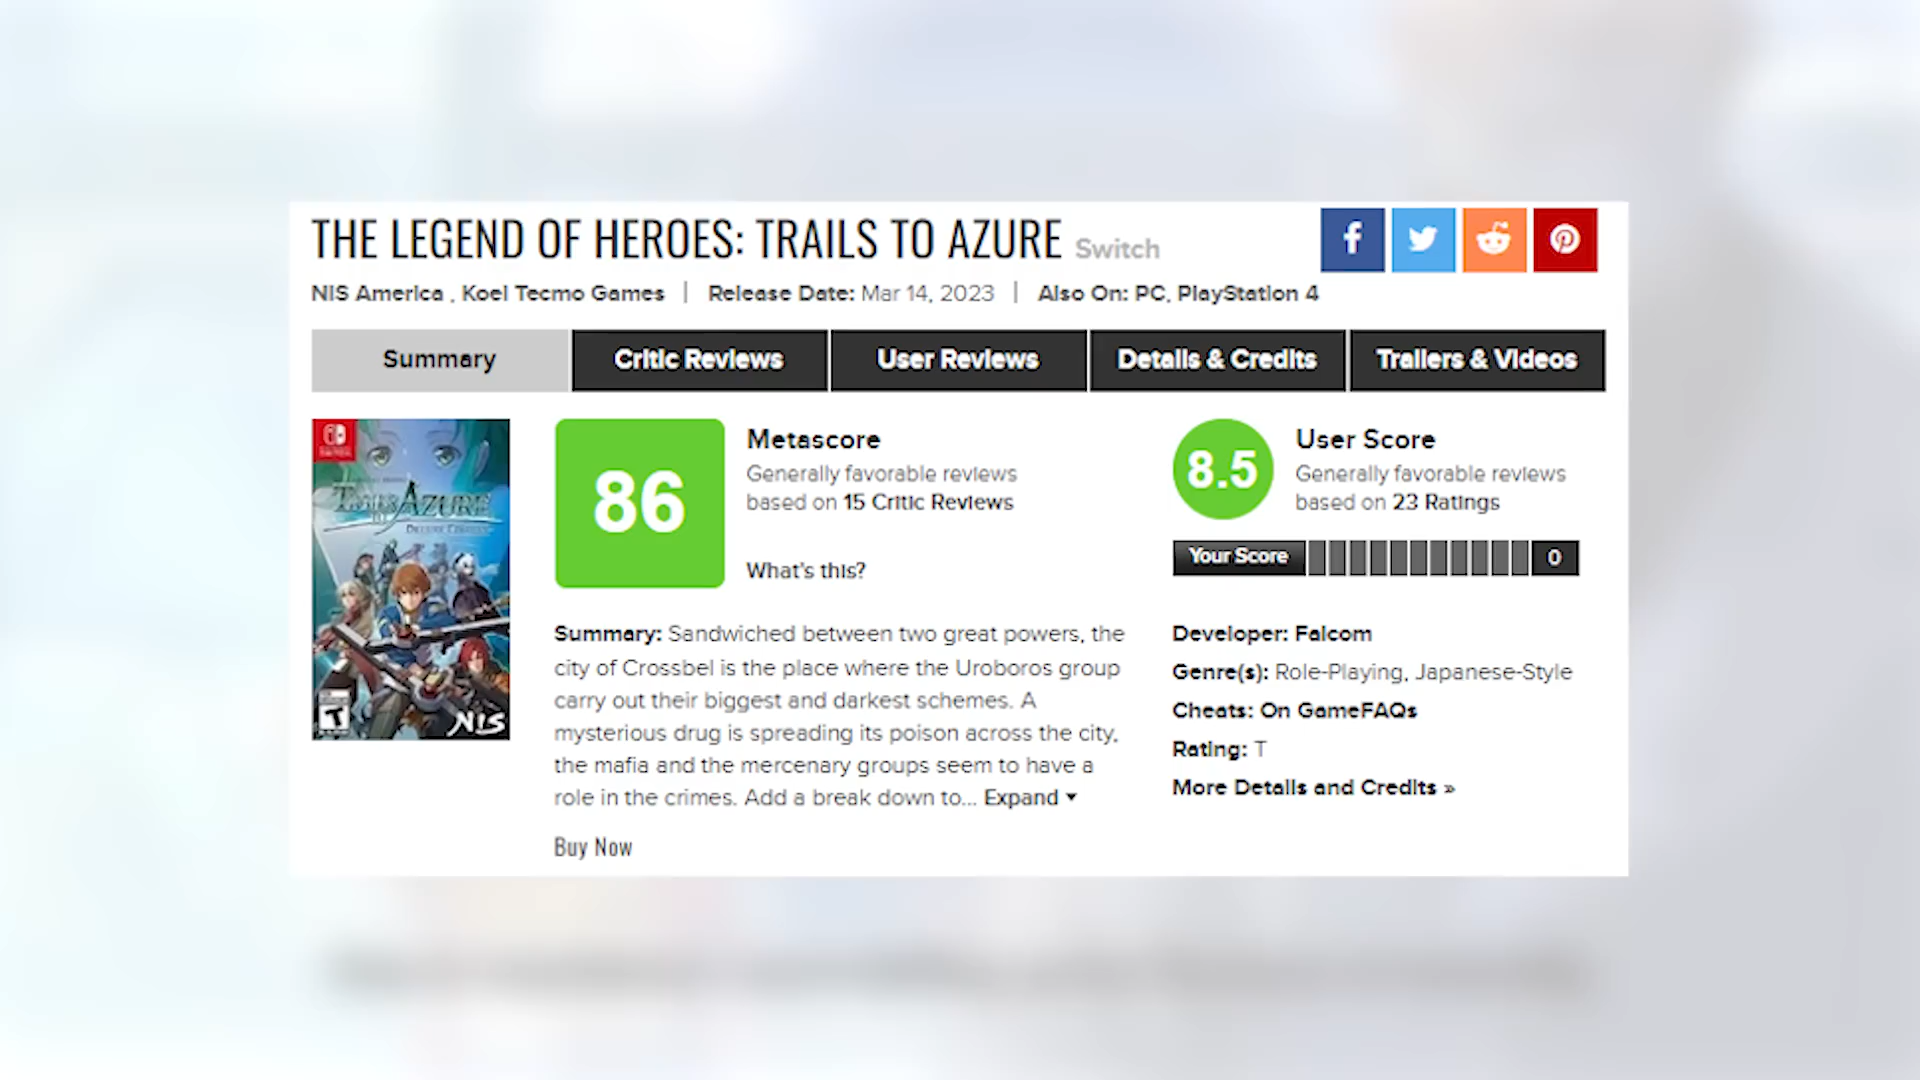 THE LEGEND OF HEROES: TRAILS TO AZURE Switch
NIS America , Koei Tecmo Games | Release Date: Mar 14, 2023 | Also On: PC, PlayStation 4
Summary
Critic Reviews
User Reviews
Details & Credits
Trailers & Videos
TRAILS TO AZURE
DELUXE EDITION
T
NIS
86
Metascore
Generally favorable reviews
based on 15 Critic Reviews
What's this?
8.5
User Score
Generally favorable reviews
based on 23 Ratings
Your Score
0
Summary: Sandwiched between two great powers, the
city of Crossbel is the place where the Uroboros group
carry out their biggest and darkest schemes. A
mysterious drug is spreading its poison across the city,
the mafia and the mercenary groups seem to have a
role in the crimes. Add a break down to... Expand
Buy Now
Developer: Falcom
Genre(s): Role-Playing, Japanese-Style
Cheats: On GameFAQs
Rating: T
More Details and Credits »